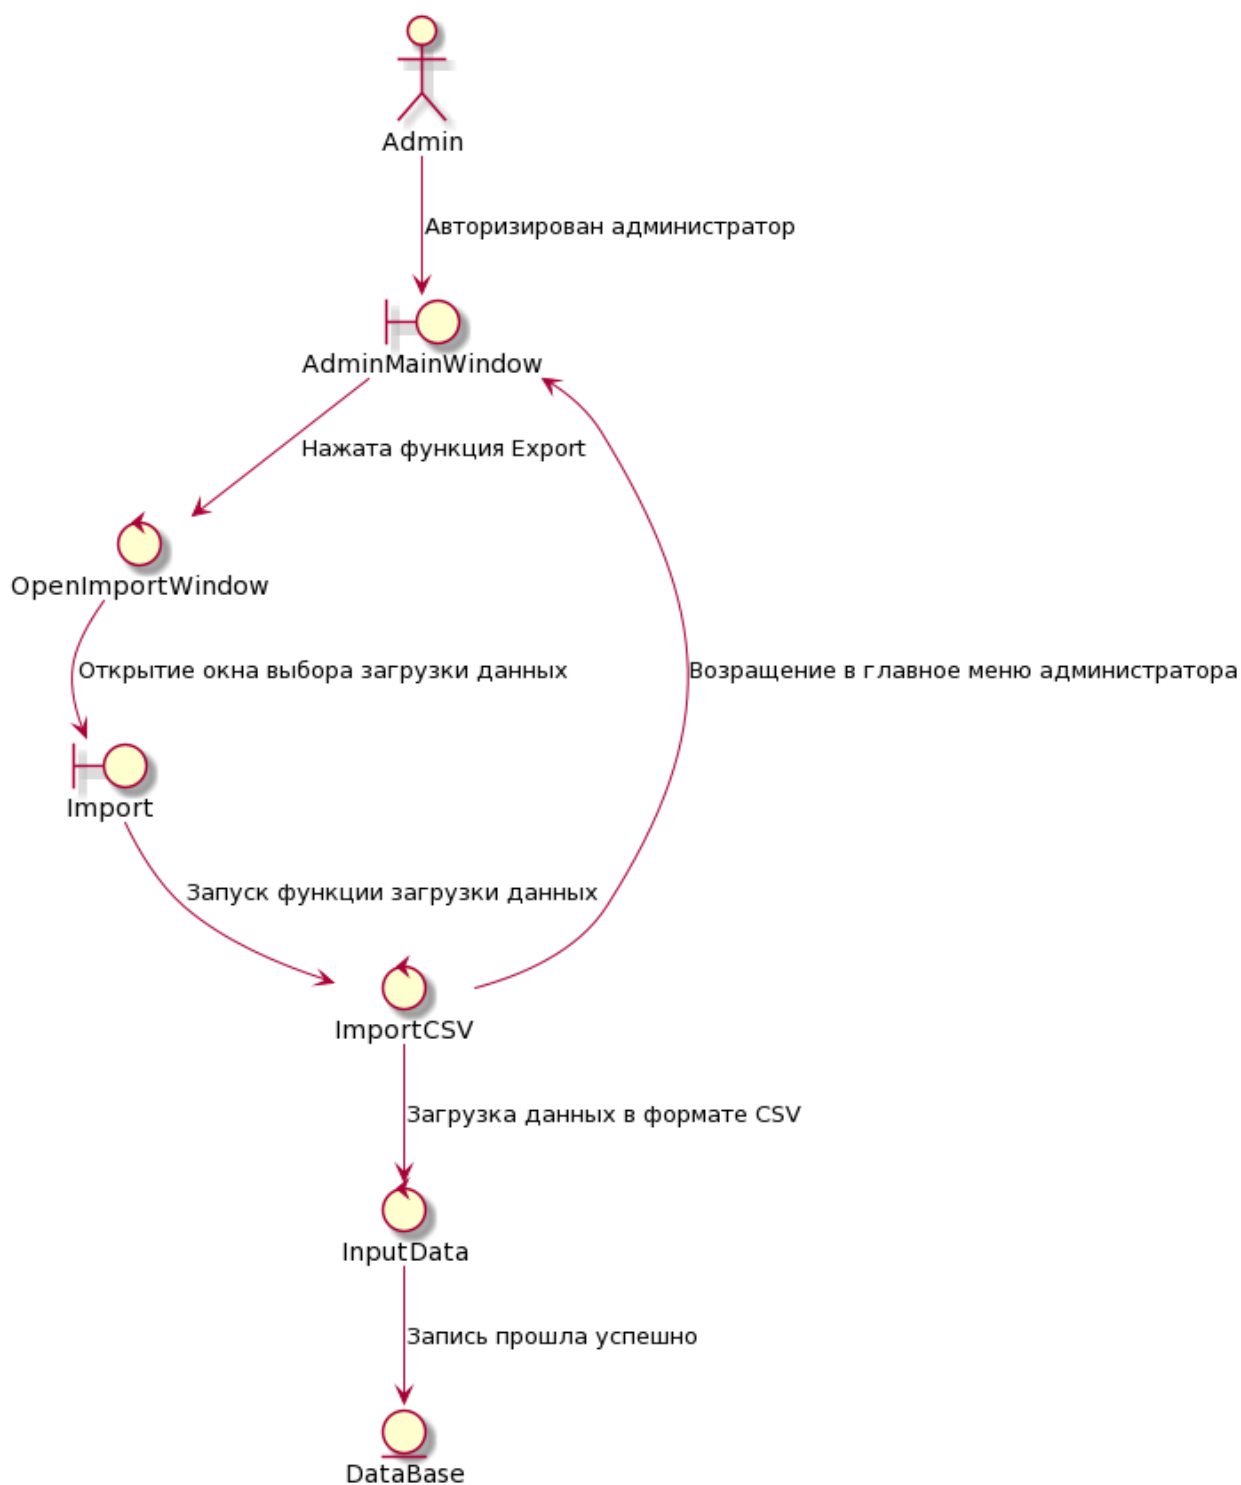 Admin
Авторизирован администратор
AdminMainWindow
Нажата функция Export
OpenImportWindow
Открытие окна выбора загрузки данных
Возращение в главное меню администратора
Import
Запуск функции загрузки данных
ImportCSV
Загрузка данных в формате CSV
InputData
Запись прошла успешно
DataBase